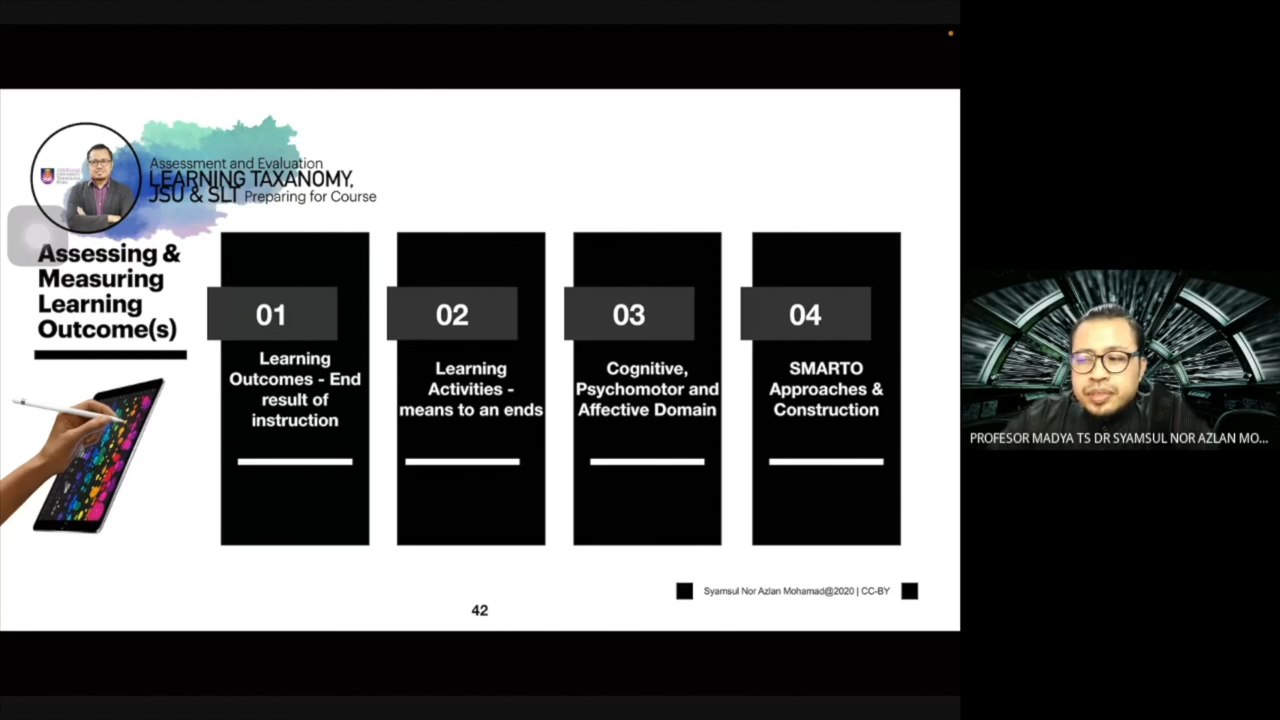 Assessment and Evaluation
LEARNING TAXANOMY,
JSU & SLT Preparing for Course
Assessing &
Measuring
Learning
Outcome(s)
01
Learning
Outcomes - End
result of
instruction
02
Learning
Activities -
means to an ends
03
Cognitive,
Psychomotor and
Affective Domain
04
SMARTO
Approaches &
Construction
Syamsul Nor Azlan Mohamad@2020 | CC-BY
42
PROFESOR MADYA TS DR SYAMSUL NOR AZLAN MO...